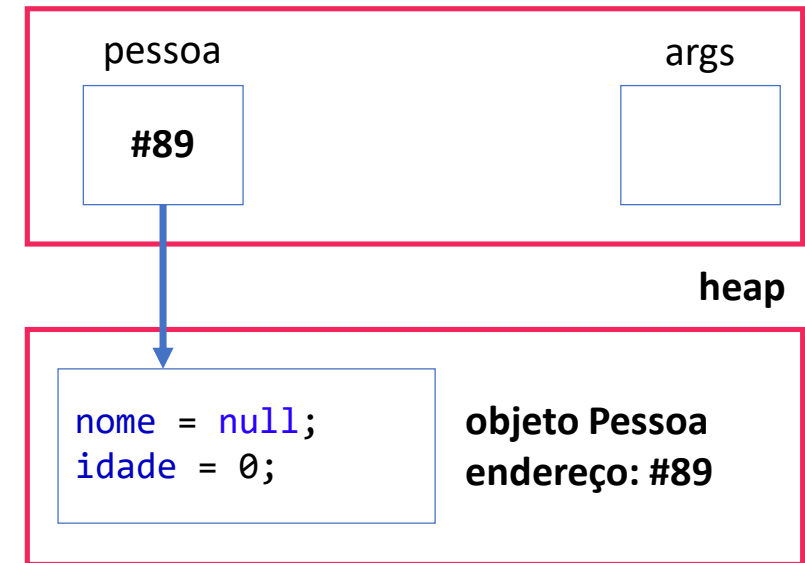 pessoa
args
#89
heap
nome = null;
idade = 0;
objeto Pessoa
endereço: #89